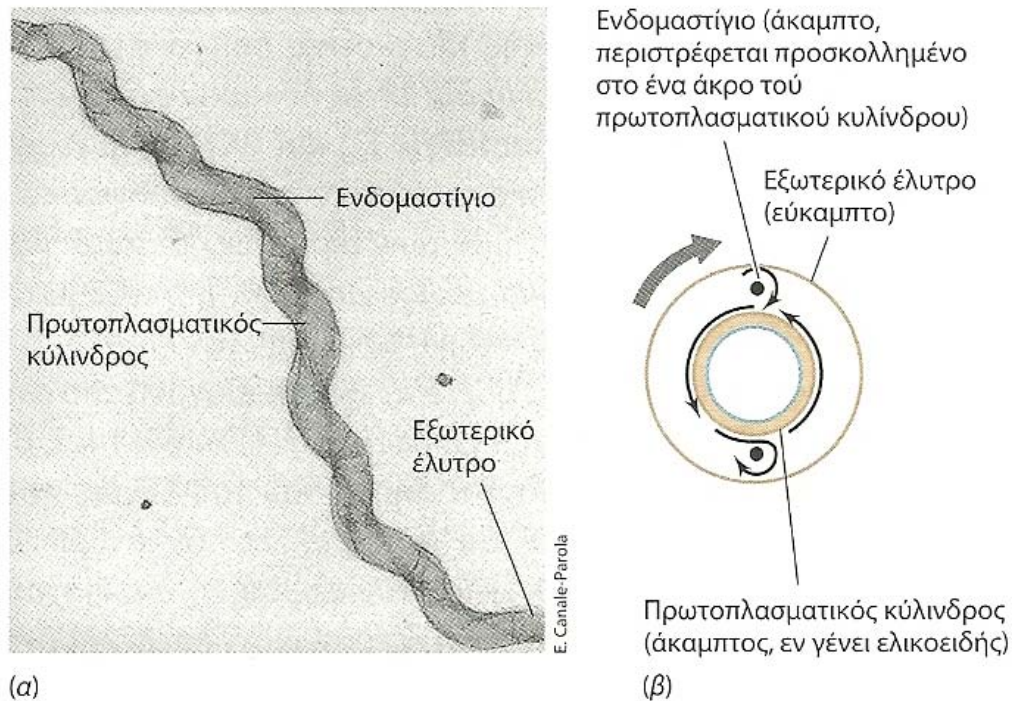 Ενδομαστίγιο
Πρωτοπλασματικός
κύλινδρος
Εξωτερικό
έλυτρο
E. Canale-Parola
(α)
Ενδομαστίγιο (άκαμπτο,
περιστρέφεται προσκολλημένο
στο ένα άκρο τού
πρωτοπλασματικού κυλίνδρου)
Εξωτερικό έλυτρο
(εύκαμπτο)
Πρωτοπλασματικός κύλινδρος
(άκαμπτος, εν γένει ελικοειδής)
(β)